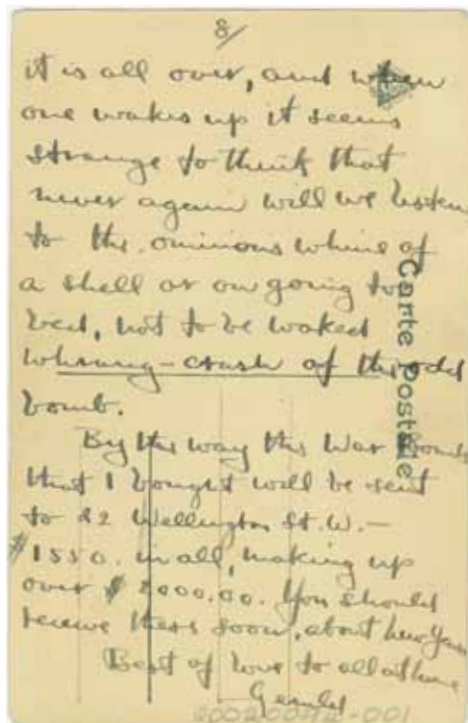 8/
it is all over, and when
one wakes up it seems
strange to think that
never again will we listen
to the ominous whine of
a shell or on going to
bed, not to be waked
whrang-crash of the odd
bomb.
By the way the War Bonds
that I bought will be sent
to 22 Wellington St. W. -
$1550. in all, making up
over $2000.00. You should
receive these soon, about New Years
Best of love to all at home
Gerald
Carte Postale